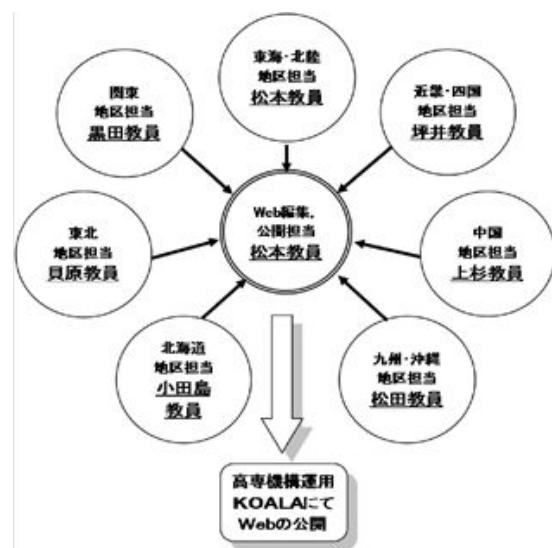 東海・北陸
地区担当
松本教員
関東
地区担当
黒田教員
近畿・四国
地区担当
坪井教員
Web編集,
公開担当
松本教員
東北
地区担当
貝原教員
中国
地区担当
上杉教員
北海道
地区担当
小田島
教員
九州・沖縄
地区担当
松田教員
高専機構運用
KOALAにて
Webの公開